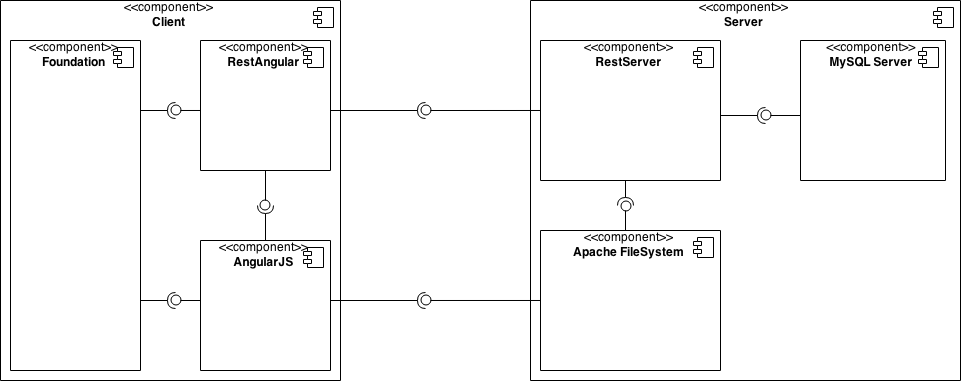 <<component>>
Client
<<component>>
Foundation
<<component>>
RestAngular
<<component>>
AngularJS
<<component>>
Server
<<component>>
RestServer
<<component>>
MySQL Server
<<component>>
Apache FileSystem